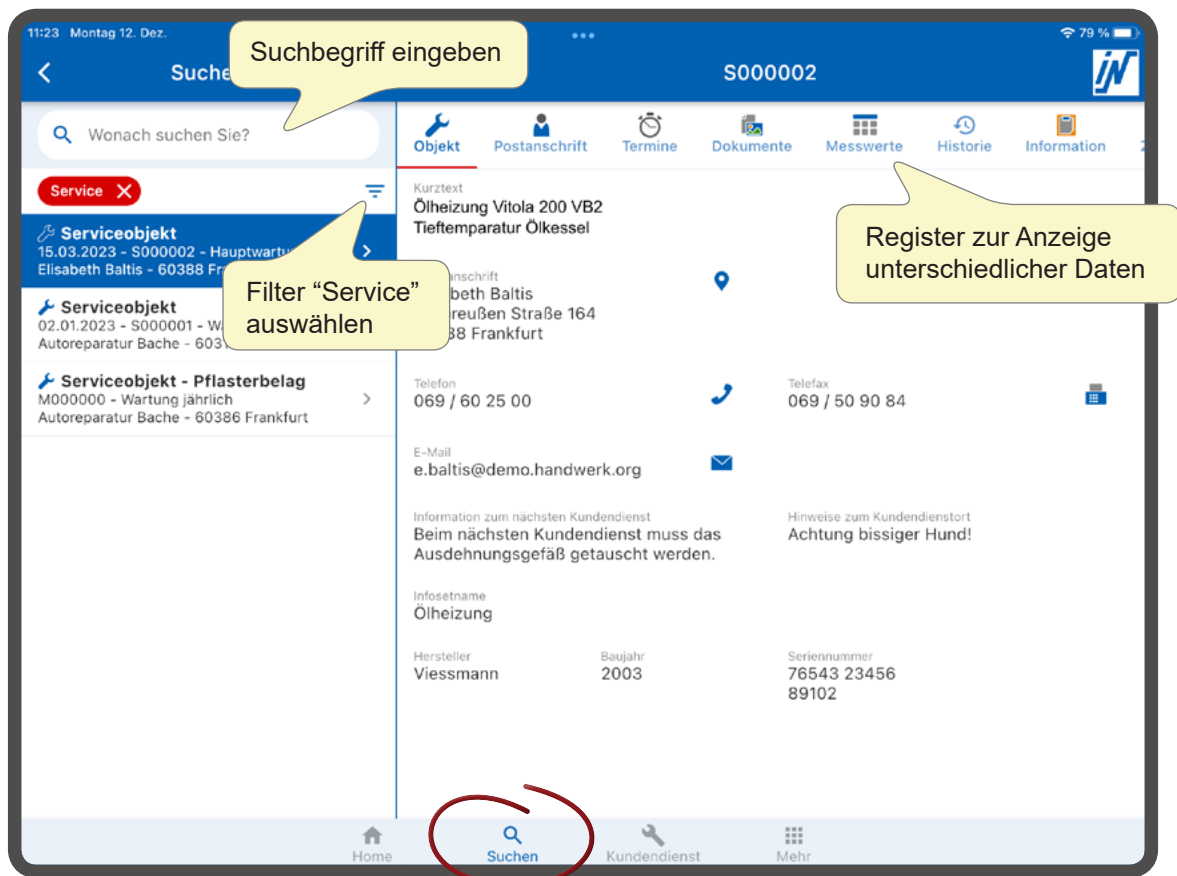 11:23 Montag 12. Dez.
79 %
Suche
S000002
iN
Suchbegriff eingeben
Wonach suchen Sie?
Service
Serviceobjekt
15.03.2023 - S000002 - Hauptwartu
Elisabeth Baltis - 60388 Fr
Serviceobjekt
02.01.2023 - S000001 - W
Autoreparatur Bache - 603
Serviceobjekt - Pflasterbelag
M000000 - Wartung jährlich
Autoreparatur Bache - 60386 Frankfurt
Filter “Service”
auswählen
Objekt Postanschrift Termine Dokumente Messwerte Historie Information
Register zur Anzeige
unterschiedlicher Daten
Kurztext
Ölheizung Vitola 200 VB2
Tieftemparatur Ölkessel
anschrift
beth Baltis
reußen Straße 164
38 Frankfurt
Telefon
069 / 60 25 00
Telefax
069 / 50 90 84
E-Mail
e.baltis@demo.handwerk.org
Information zum nächsten Kundendienst
Beim nächsten Kundendienst muss das
Ausdehnungsgefäß getauscht werden.
Hinweise zum Kundendienstort
Achtung bissiger Hund!
Infosetname
Ölheizung
Hersteller
Viessmann
Baujahr
2003
Seriennummer
76543 23456
89102
Home Suchen Kundendienst Mehr